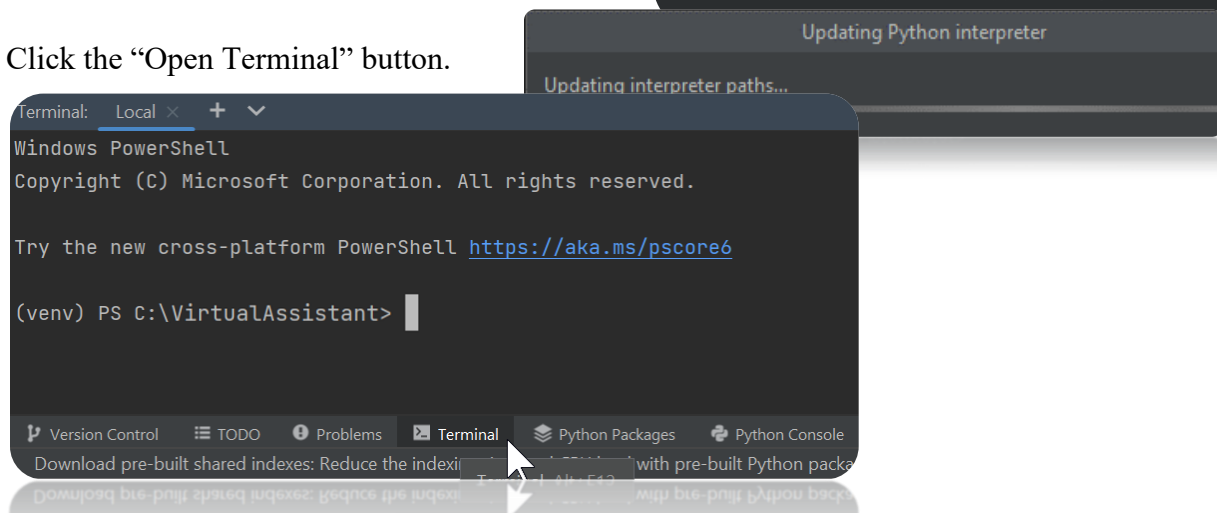 Updating Python interpreter
Click the “Open Terminal” button.
Updating interpreter paths...
Terminal: Local × + ⌄
Windows PowerShell
Copyright (C) Microsoft Corporation. All rights reserved.
Try the new cross-platform PowerShell https://aka.ms/pscore6
(venv) PS C:\VirtualAssistant>
Version Control TODO Problems Terminal Python Packages Python Console
Download pre-built shared indexes: Reduce the with pre-built Python